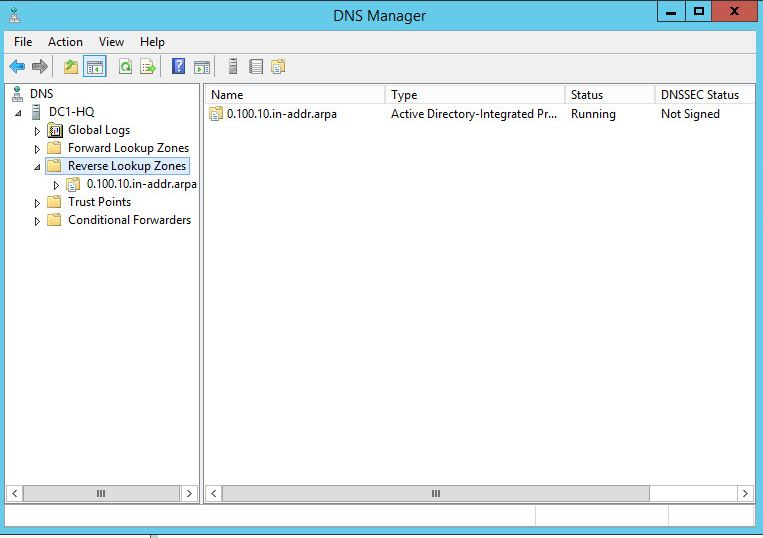 DNS Manager
File Action View Help
DNS
DC1-HQ
Global Logs
Forward Lookup Zones
Reverse Lookup Zones
0.100.10.in-addr.arpa
Trust Points
Conditional Forwarders
Name Type Status DNSSEC Status
0.100.10.in-addr.arpa Active Directory-Integrated Pr... Running Not Signed